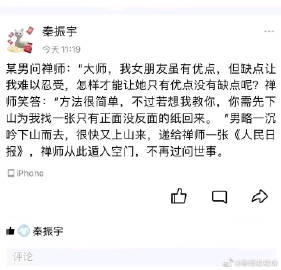 秦振宇
今天 11:19
某男问禅师：“大师，我女朋友虽有优点，但缺点让
我难以忍受，怎样才能让她只有优点没有缺点呢？禅
师笑答：“方法很简单，不过若想我教你，你需先下
山为我找一张只有正面没反面的纸回来。 “男略一沉
吟下山而去，很快又上山来，递给禅师一张《人民日
报》，禅师从此遁入空门，不再过问世事。
iPhone
秦振宇
评论